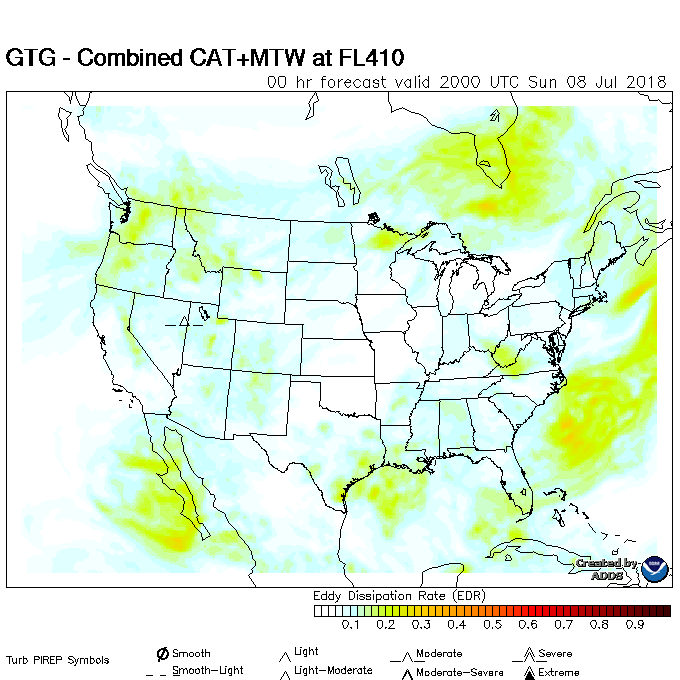 GTG - Combined CAT+MTW at FL410
00 hr forecast valid 2000 UTC Sun 08 Jul 2018
Created by
ADDS
Eddy Dissipation Rate (EDR)
0.1 0.2 0.3 0.4 0.5 0.6 0.7 0.8 0.9
Turb PIREP Symbols
Smooth Light Moderate Severe
Smooth-Light Light-Moderate Moderate-Severe Extreme